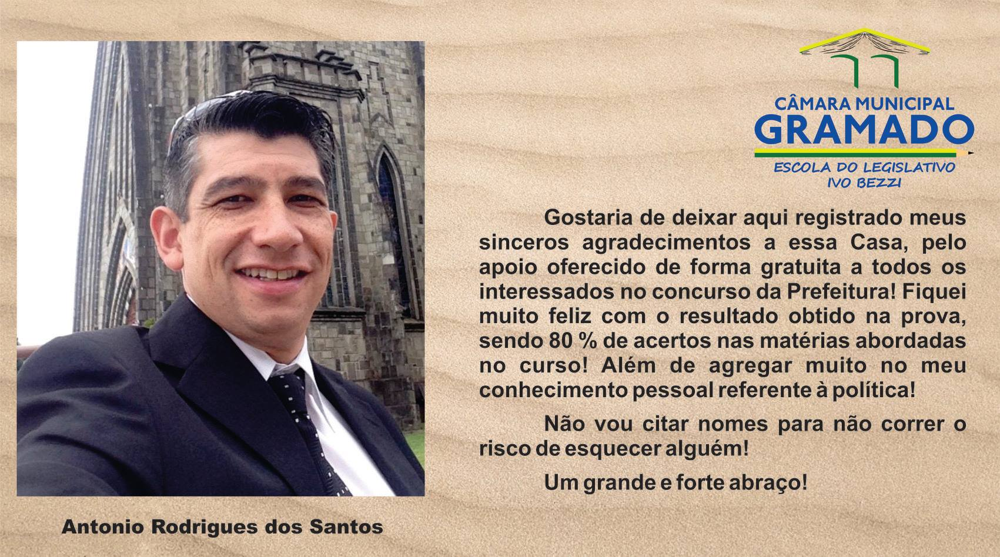 CÂMARA MUNICIPAL
GRAMADO
ESCOLA DO LEGISLATIVO
IVO BEZZI
Gostaria de deixar aqui registrado meus
sinceros agradecimentos a essa Casa, pelo
apoio oferecido de forma gratuita a todos os
interessados no concurso da Prefeitura! Fiquei
muito feliz com o resultado obtido na prova,
sendo 80 % de acertos nas matérias abordadas
no curso! Além de agregar muito no meu
conhecimento pessoal referente à política!
Não vou citar nomes para não correr o
risco de esquecer alguém!
Um grande e forte abraço!
Antonio Rodrigues dos Santos